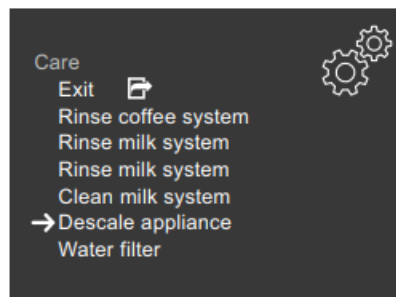 Care
Exit
Rinse coffee system
Rinse milk system
Rinse milk system
Clean milk system
Descale appliance
Water filter